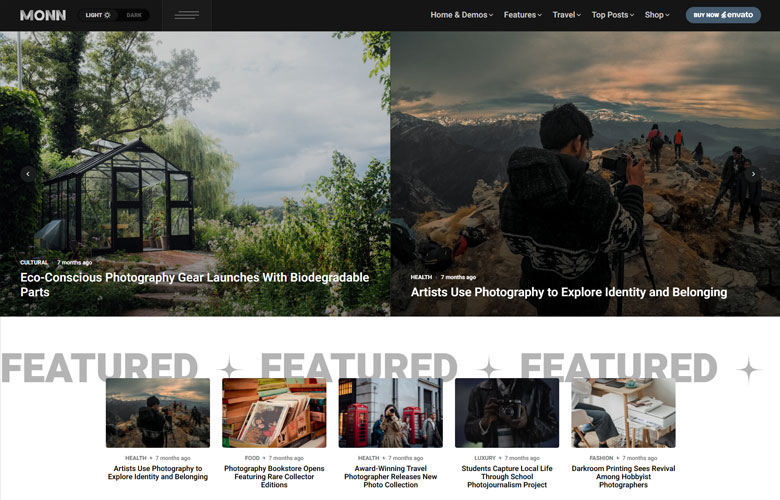 MONN
LIGHT
DARK
Home & Demos
Features
Travel
Top Posts
Shop
BUY NOW envato
CULTURAL 7 months ago
Eco-Conscious Photography Gear Launches With Biodegradable
Parts
HEALTH 7 months ago
Artists Use Photography to Explore Identity and Belonging
FEATURED FEATURED FEATURED
HEALTH 7 months ago
Artists Use Photography to
Explore Identity and Belonging
FOOD 7 months ago
Photography Bookstore Opens
Featuring Rare Collector
Editions
HEALTH 7 months ago
Award-Winning Travel
Photographer Releases New
Photo Collection
LUXURY 7 months ago
Students Capture Local Life
Through School
Photojournalism Project
FASHION 7 months ago
Darkroom Printing Sees Revival
Among Hobbyist
Photographers